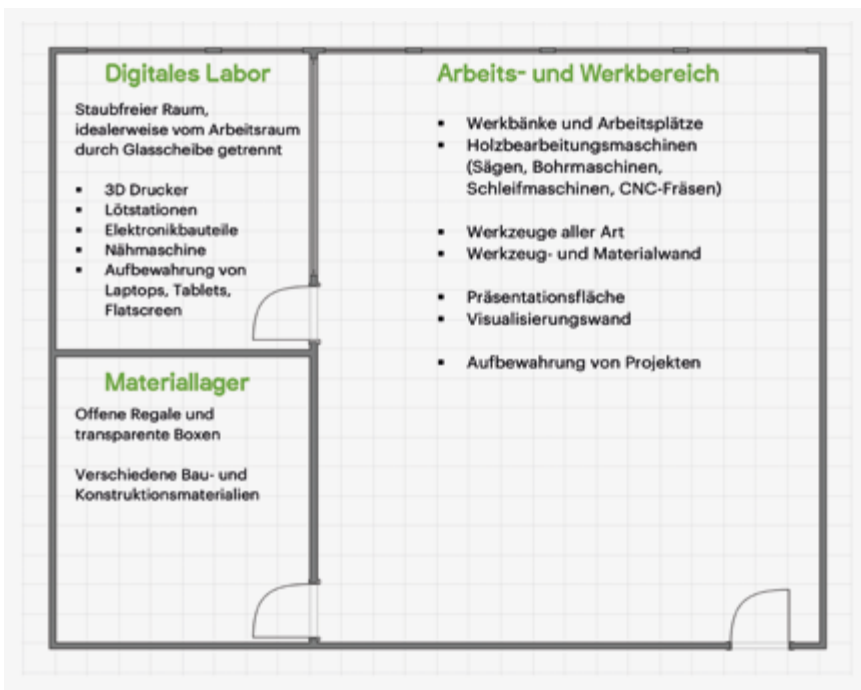 Digitales Labor
Staubfreier Raum,
idealerweise vom Arbeitsraum
durch Glasscheibe getrennt
▪ 3D Drucker
▪ Lötstationen
▪ Elektronikbauteile
▪ Nähmaschine
▪ Aufbewahrung von
Laptops, Tablets,
Flatscreen
Materiallager
Offene Regale und
transparente Boxen
Verschiedene Bau- und
Konstruktionsmaterialien
Arbeits- und Werkbereich
▪ Werkbänke und Arbeitsplätze
▪ Holzbearbeitungsmaschinen
(Sägen, Bohrmaschinen,
Schleifmaschinen, CNC-Fräsen)
▪ Werkzeuge aller Art
▪ Werkzeug- und Materialwand
▪ Präsentationsfläche
▪ Visualisierungswand
▪ Aufbewahrung von Projekten